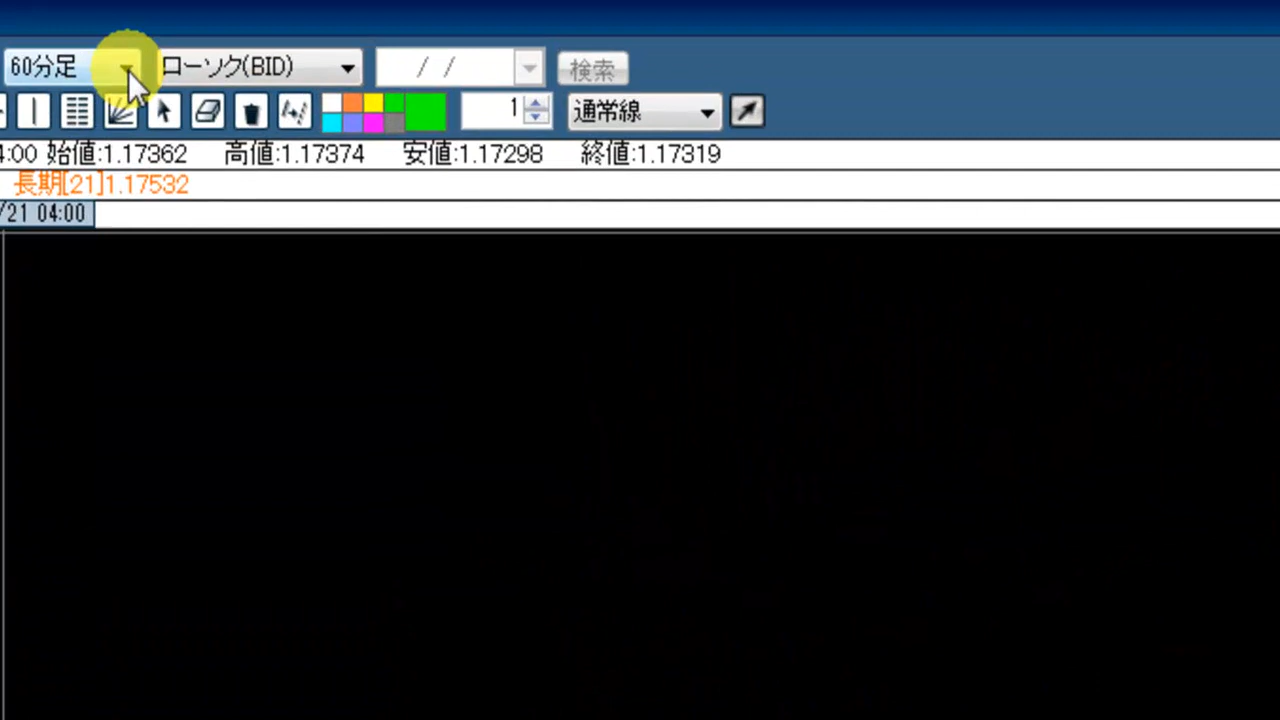 60分足 ローソク(BID) / / 検索
1 通常線
4:00 始値:1.17362 高値:1.17374 安値:1.17298 終値:1.17319
長期[21]1.17532
/21 04:00